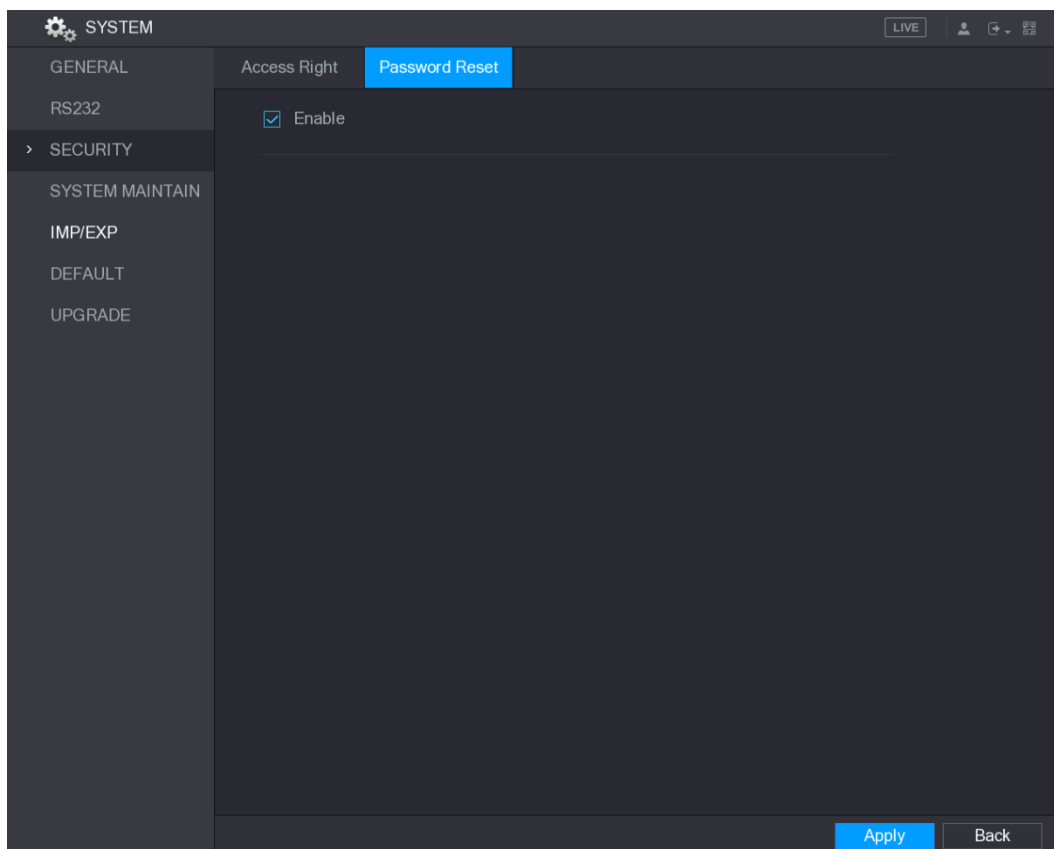 SYSTEM
LIVE
GENERAL
RS232
SECURITY
SYSTEM MAINTAIN
IMP/EXP
DEFAULT
UPGRADE
Access Right
Password Reset
Enable
Apply
Back